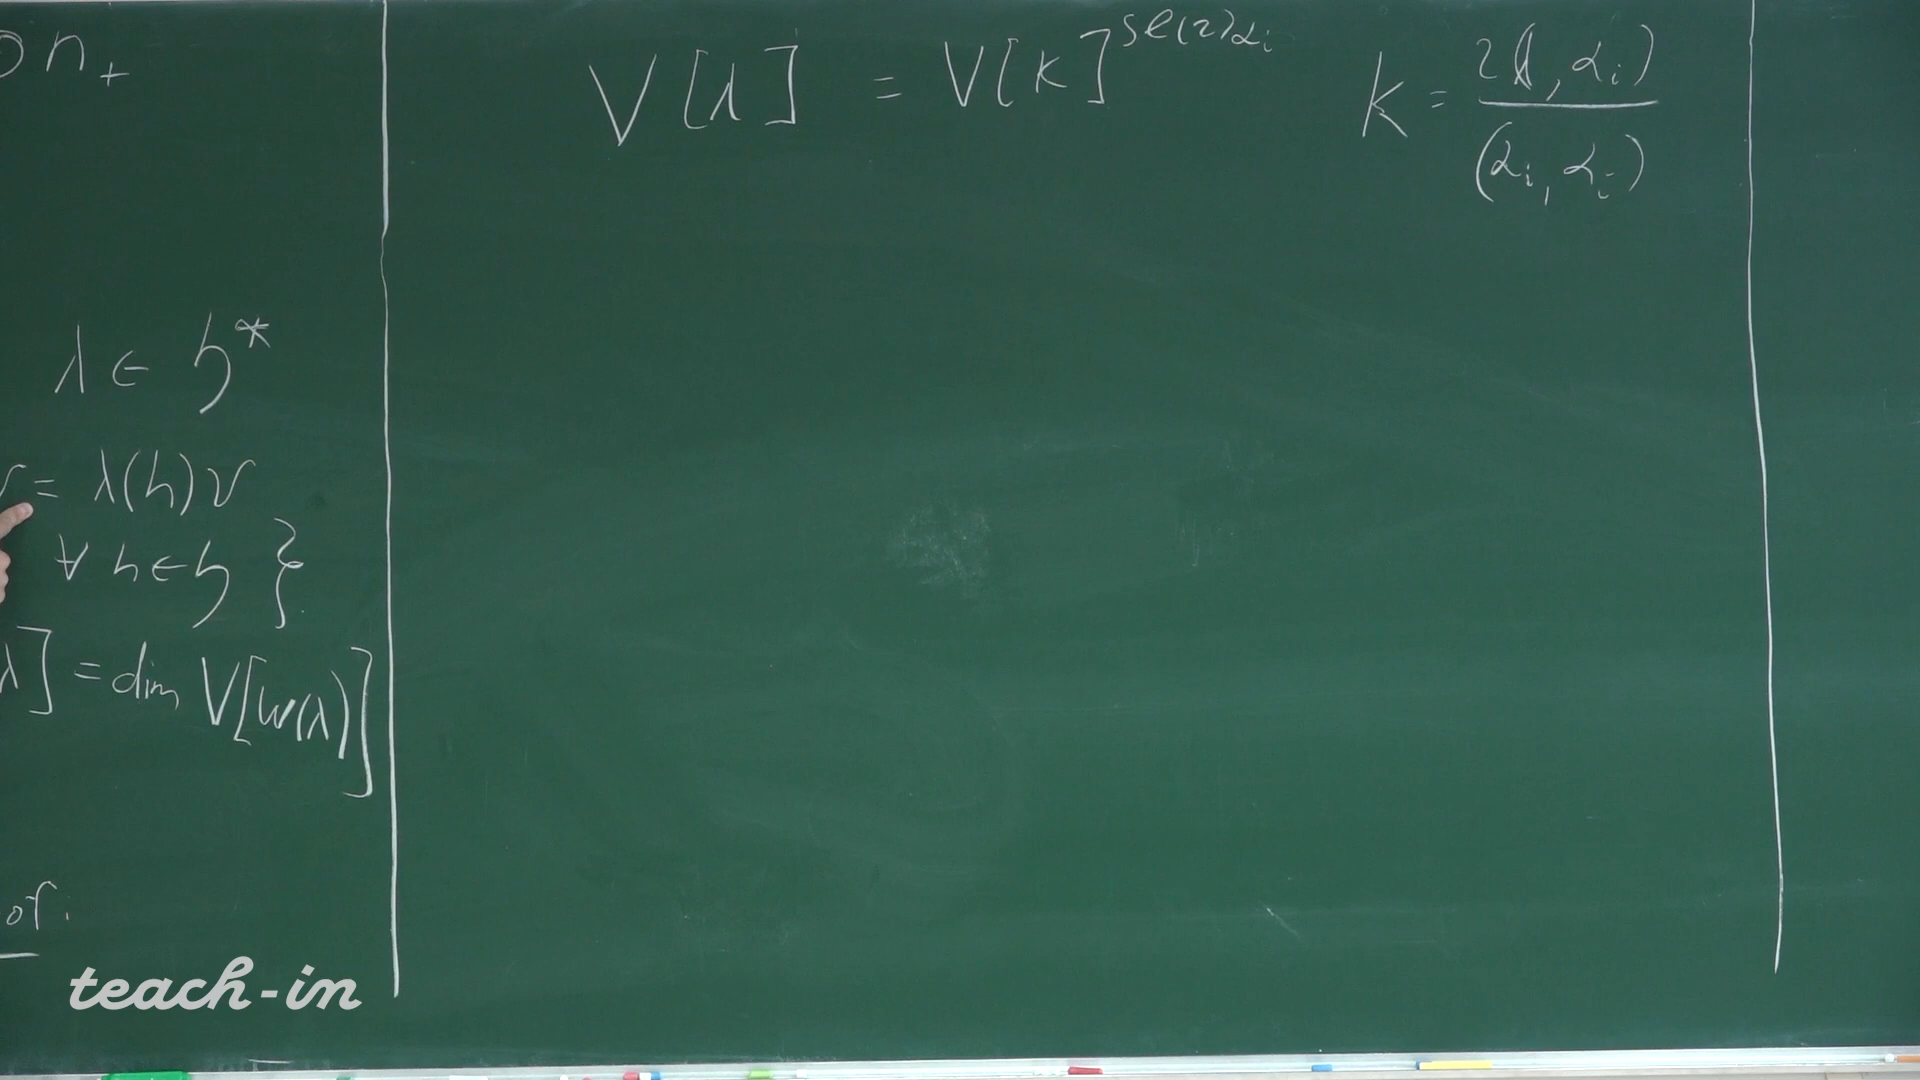 ⊕ n₊
λ ∈ 𝔥*
v = λ(h)v
∀ h ∈ 𝔥 }
λ] = dim V[w(λ)]
of.
V[λ] = V[k]^{sl(2)α_i} k = 2(λ, α_i) / (α_i, α_i)
teach-in